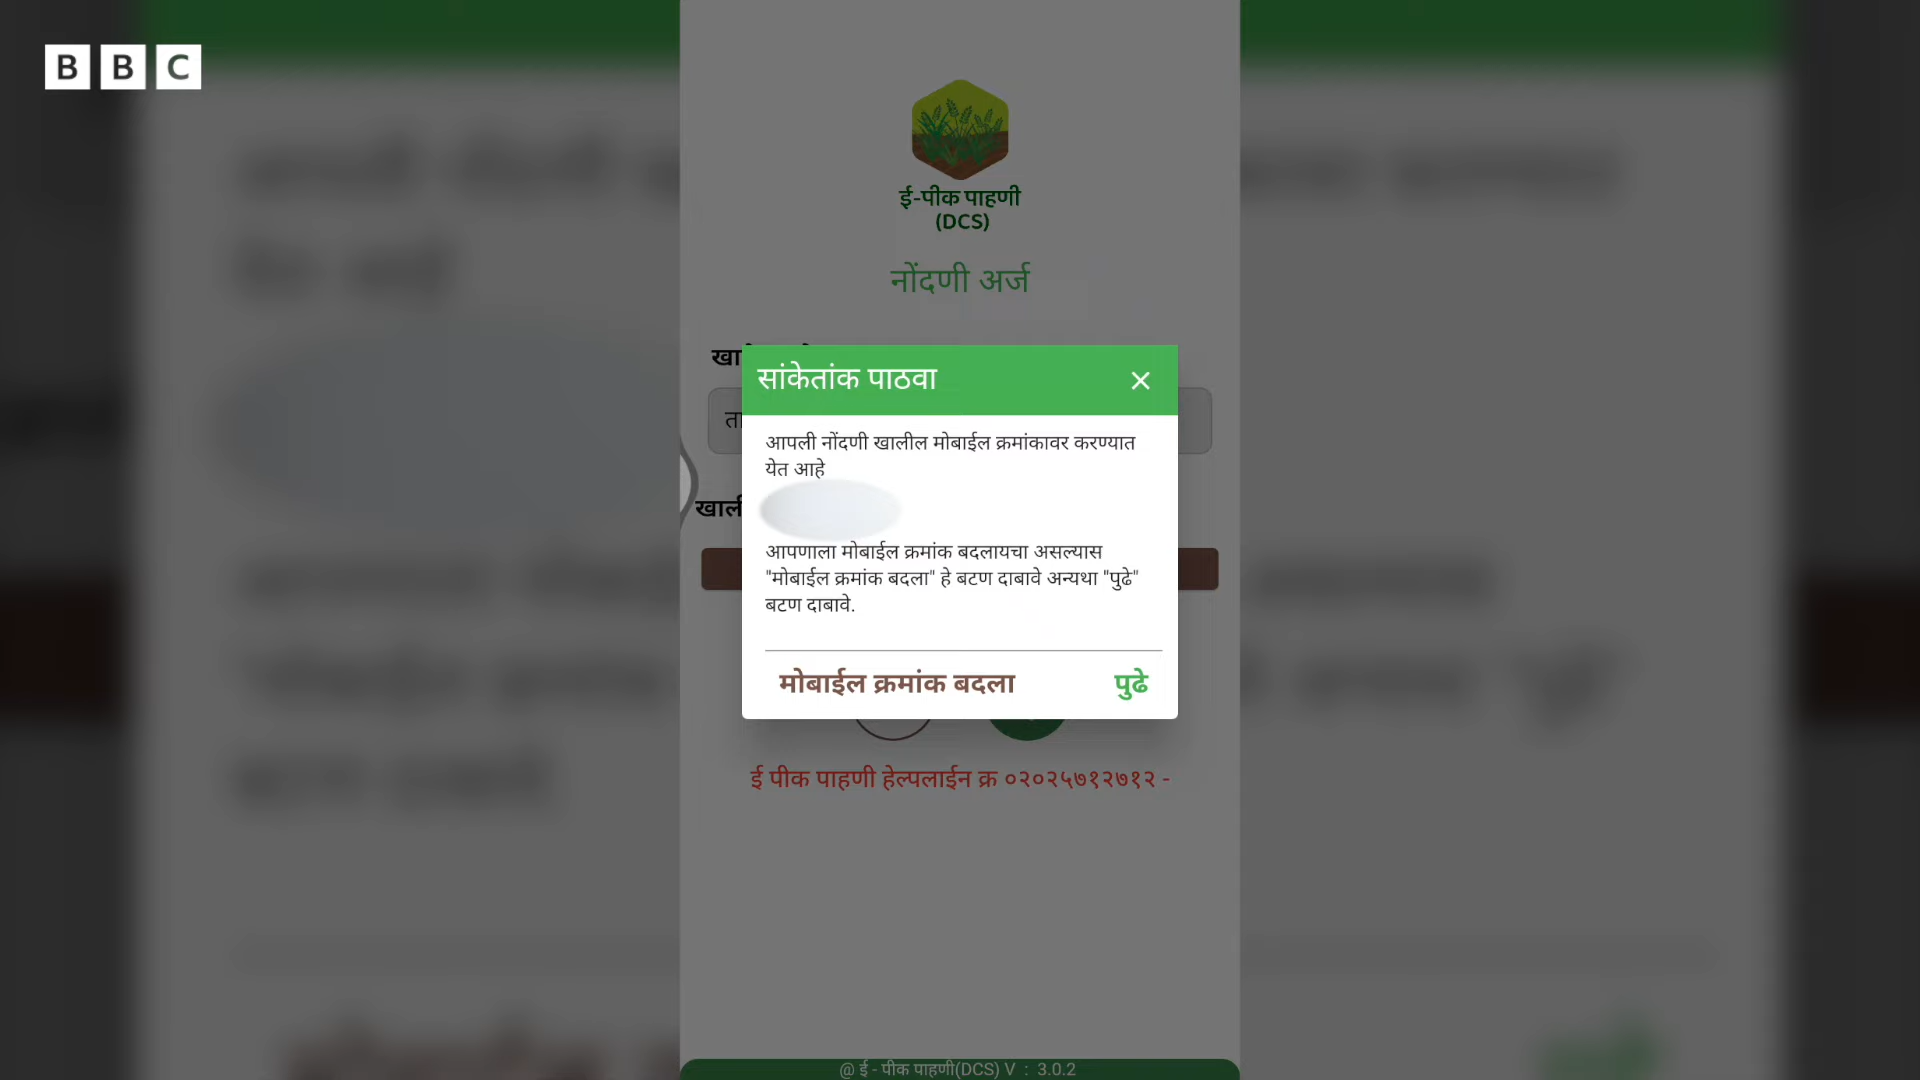 BBC
ई-पीक पाहणी
(DCS)
नोंदणी अर्ज
सांकेतांक पाठवा
आपली नोंदणी खालील मोबाईल क्रमांकावर करण्यात
येत आहे
आपणाला मोबाईल क्रमांक बदलायचा असल्यास
"मोबाईल क्रमांक बदला" हे बटण दाबावे अन्यथा "पुढे"
बटण दाबावे.
मोबाईल क्रमांक बदला पुढे
ई पीक पाहणी हेल्पलाईन क्र ०२०२५७१२७१२ -
@ ई - पीक पाहणी(DCS) V : 3.0.2